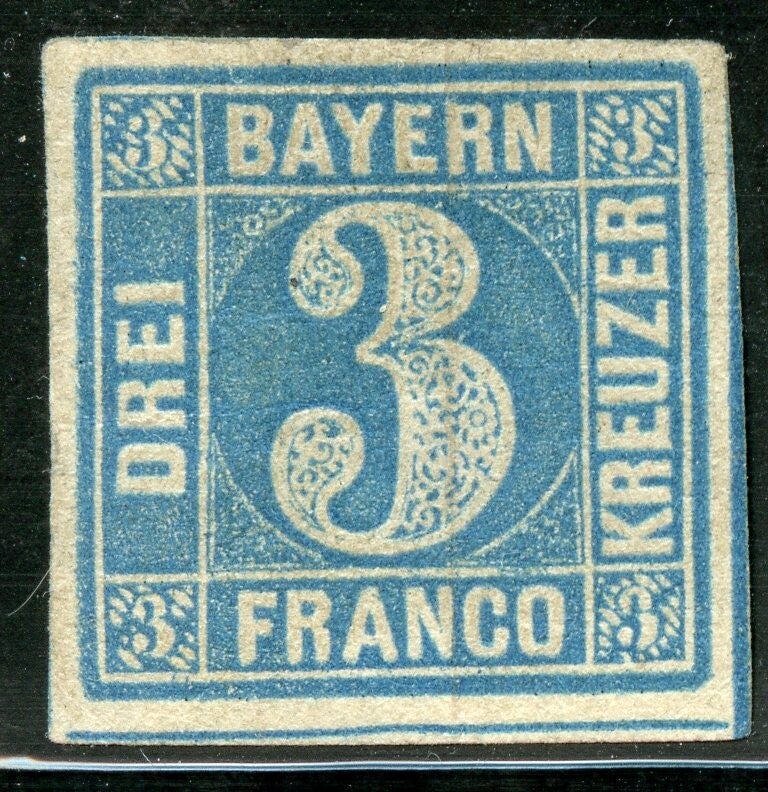 3 BAYERN 3
DREI
3
KREUZER
3 FRANCO 3